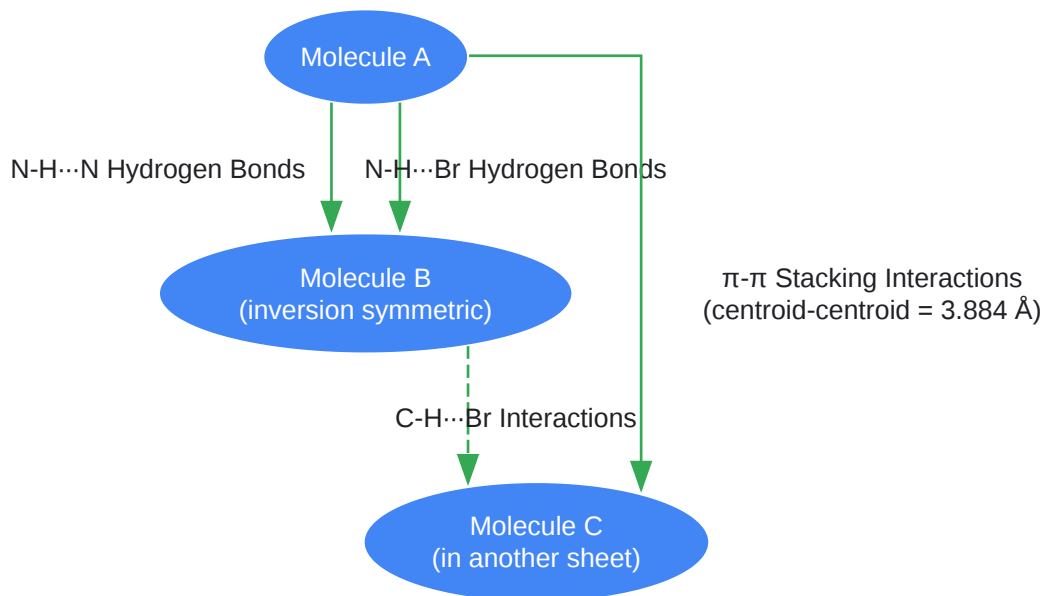 Molecule A
N-H···N Hydrogen Bonds
N-H···Br Hydrogen Bonds
Molecule B
(inversion symmetric)
π-π Stacking Interactions
(centroid-centroid = 3.884 Å)
C-H···Br Interactions
Molecule C
(in another sheet)